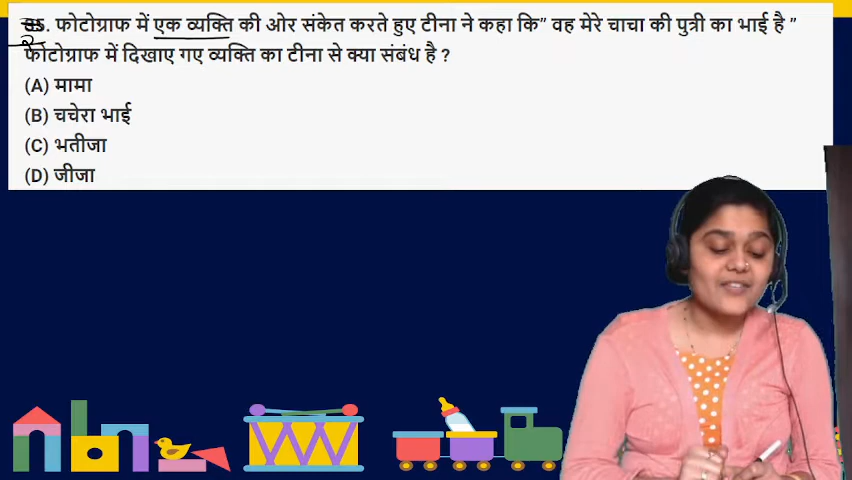 फोटोग्राफ में एक व्यक्ति की ओर संकेत करते हुए टीना ने कहा कि” वह मेरे चाचा की पुत्री का भाई है ”
फोटोग्राफ में दिखाए गए व्यक्ति का टीना से क्या संबंध है ?
(A) मामा
(B) चचेरा भाई
(C) भतीजा
(D) जीजा